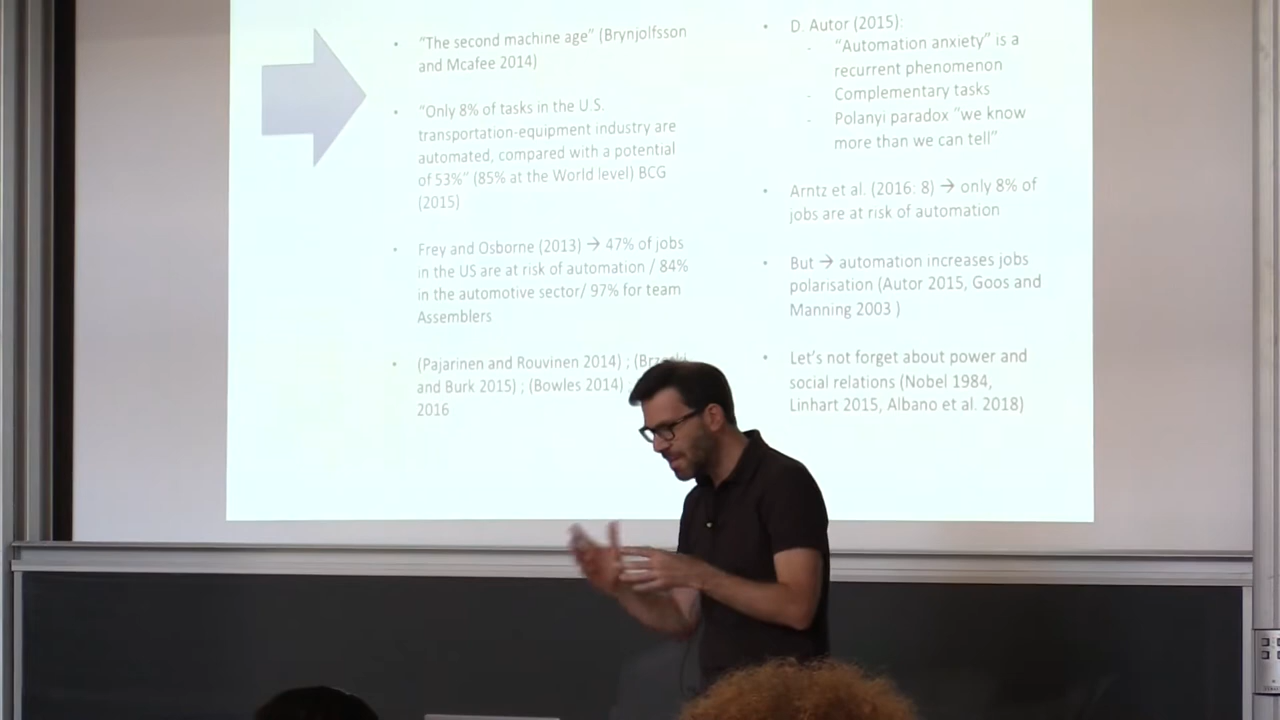 • "The second machine age" (Brynjolfsson
and Mcafee 2014)
• "Only 8% of tasks in the U.S.
transportation-equipment industry are
automated, compared with a potential
of 53%" (85% at the World level) BCG
(2015)
• Frey and Osborne (2013) → 47% of jobs
in the US are at risk of automation / 84%
in the automotive sector/ 97% for team
Assemblers
• (Pajarinen and Rouvinen 2014) ; 
and Burk 2015) ; (Bowles 2014)
2016
• D. Autor (2015):
- "Automation anxiety" is a
recurrent phenomenon
- Complementary tasks
- Polanyi paradox "we know
more than we can tell"
• Arntz et al. (2016: 8) → only 8% of
jobs are at risk of automation
• But → automation increases jobs
polarisation (Autor 2015, Goos and
Manning 2003 )
• Let's not forget about power and
social relations (Nobel 1984,
Linhart 2015, Albano et al. 2018)